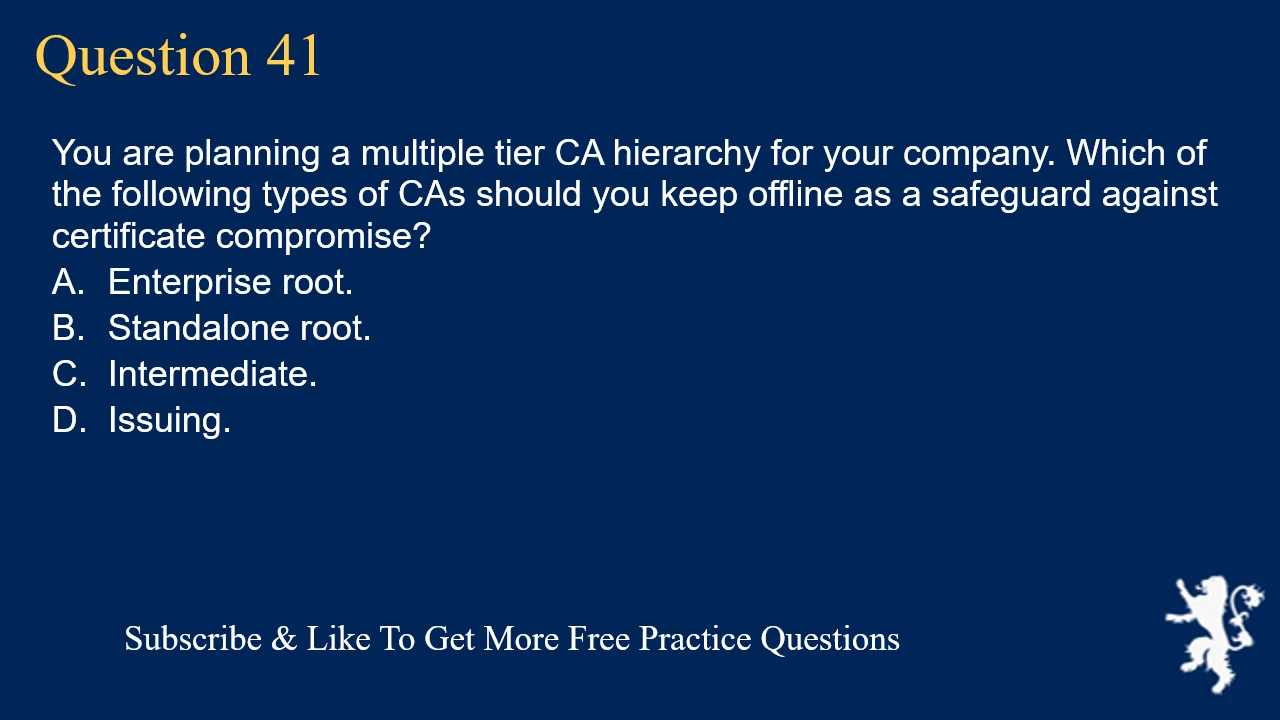 Question 41
You are planning a multiple tier CA hierarchy for your company. Which of
the following types of CAs should you keep offline as a safeguard against
certificate compromise?
A. Enterprise root.
B. Standalone root.
C. Intermediate.
D. Issuing.
Subscribe & Like To Get More Free Practice Questions